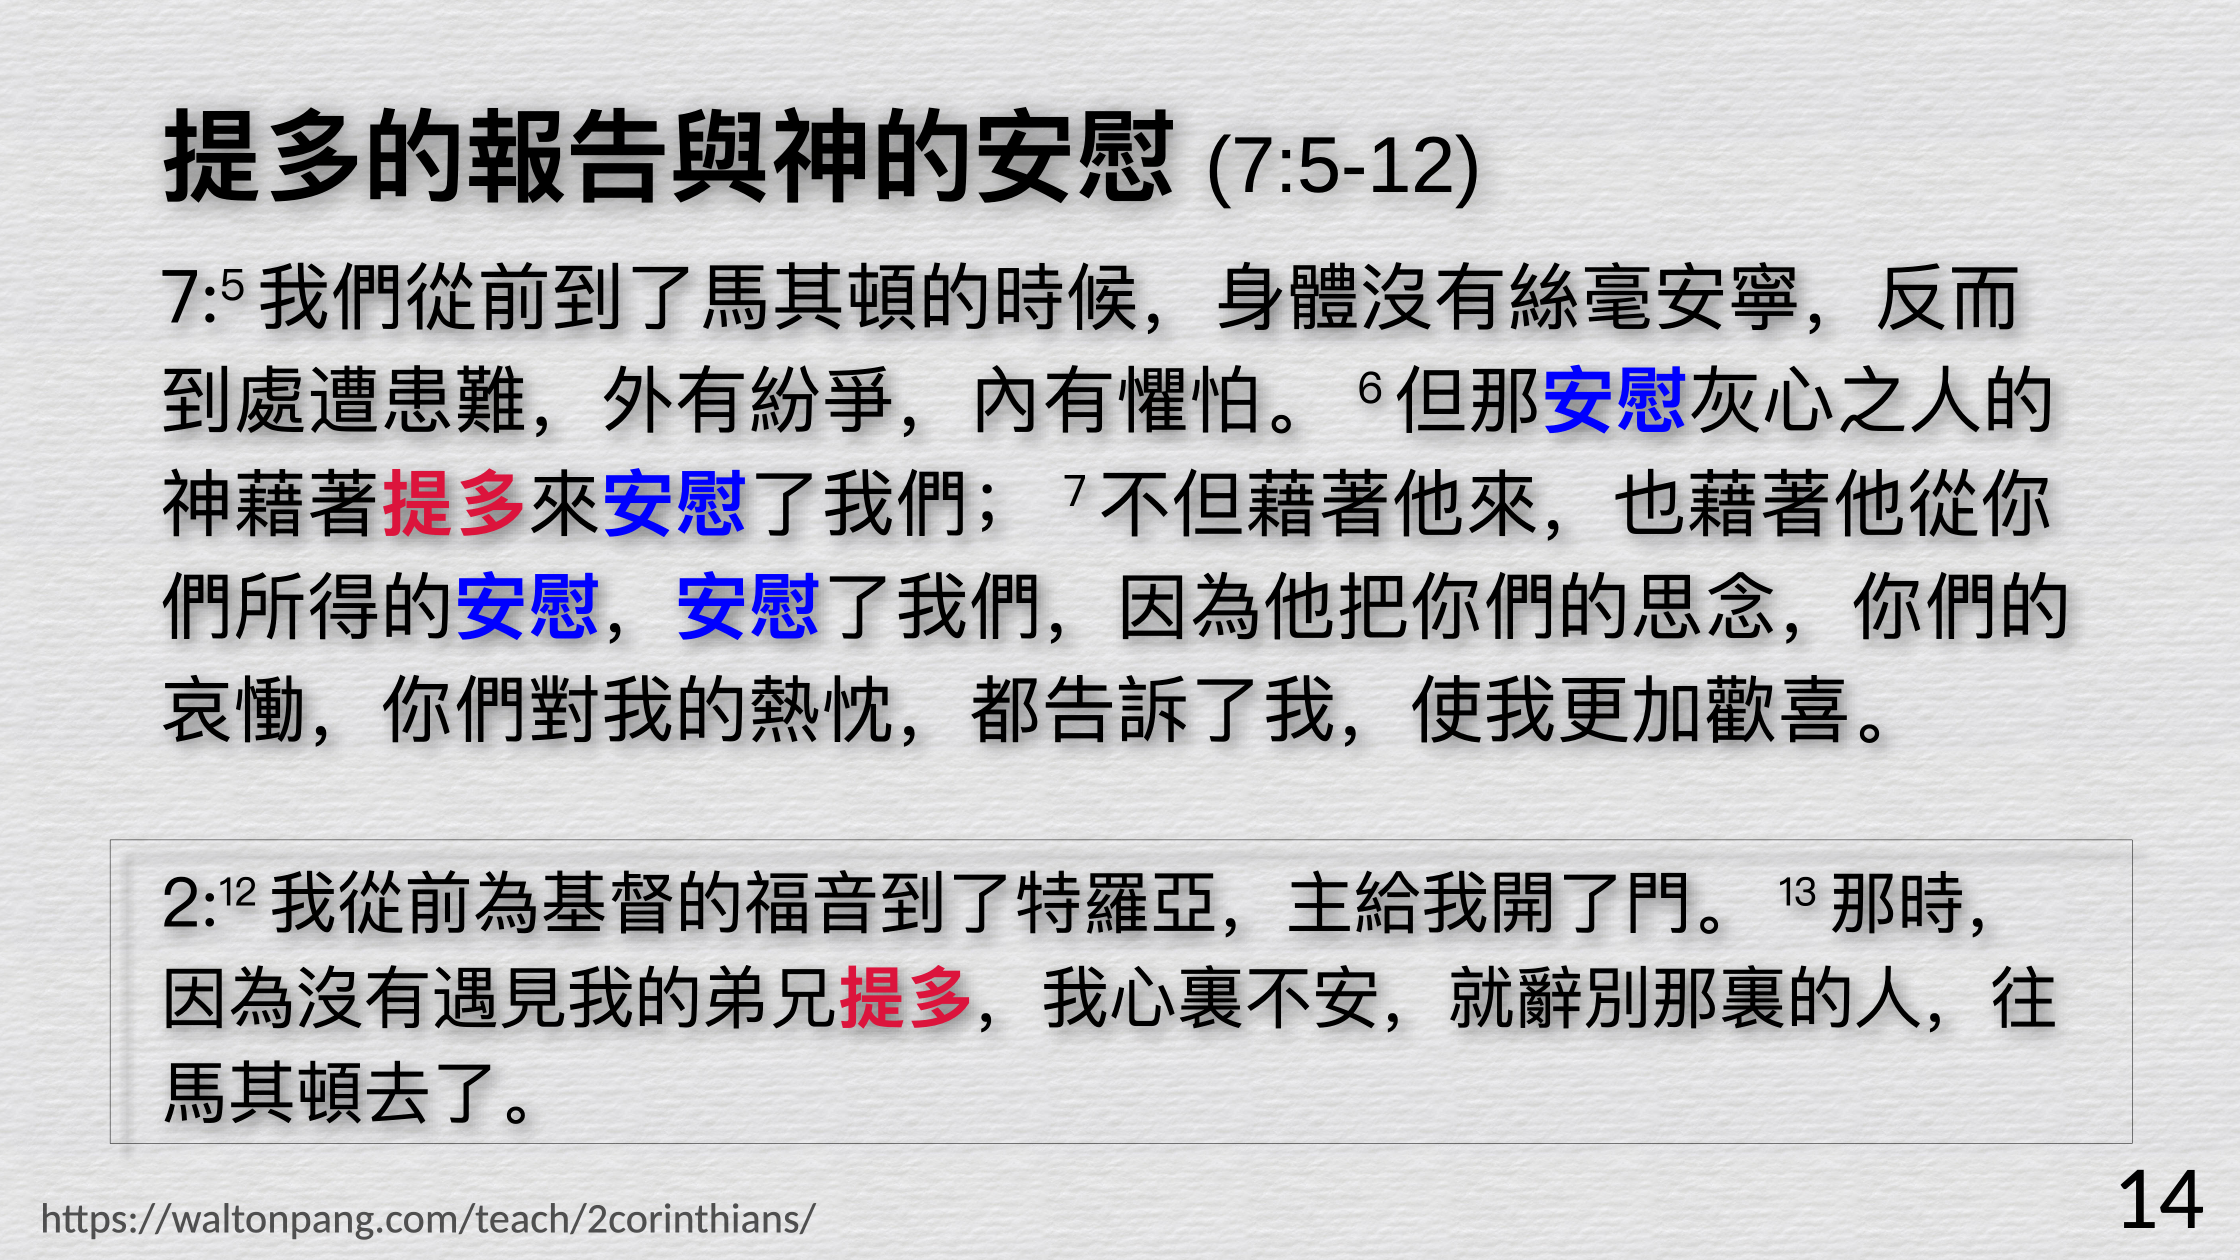 提多的報告與神的安慰 (7:5-12)
7:5 我們從前到了馬其頓的時候，身體沒有絲毫安寧，反而
到處遭患難，外有紛爭，內有懼怕。 6 但那安慰灰心之人的
神藉著提多來安慰了我們； 7 不但藉著他來，也藉著他從你
們所得的安慰，安慰了我們，因為他把你們的思念，你們的
哀慟，你們對我的熱忱，都告訴了我，使我更加歡喜。
2:12 我從前為基督的福音到了特羅亞，主給我開了門。 13 那時，
因為沒有遇見我的弟兄提多，我心裏不安，就辭別那裏的人，往
馬其頓去了。
https://waltonpang.com/teach/2corinthians/
14